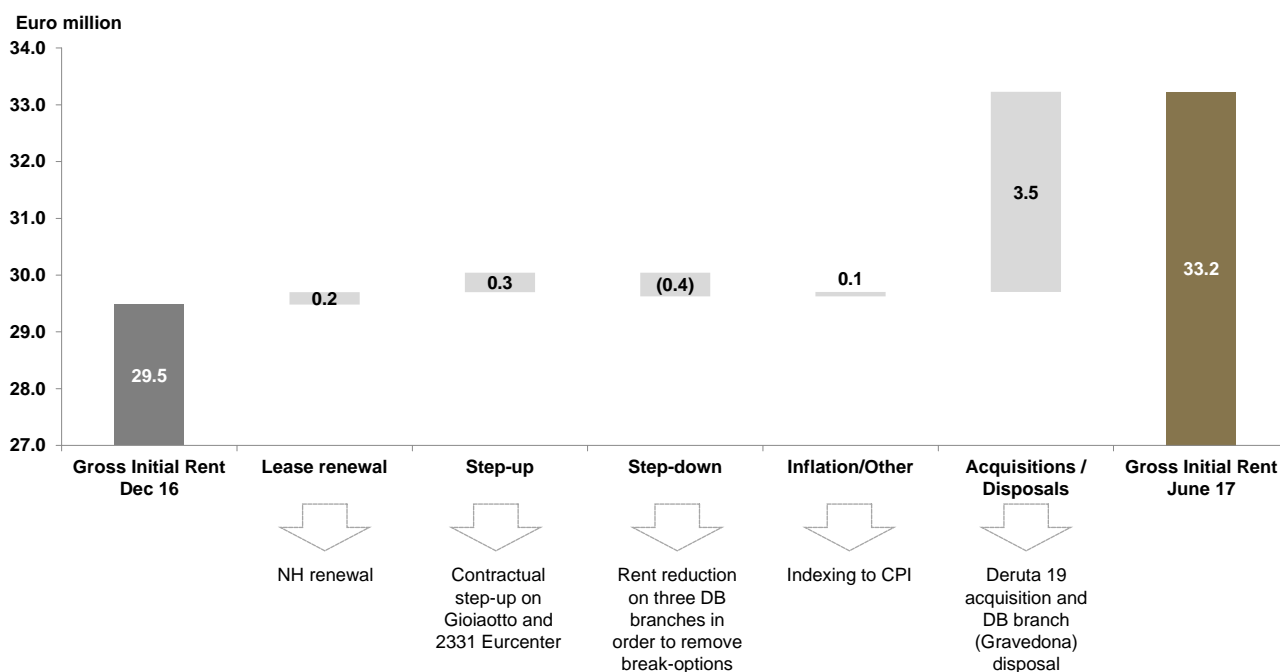 Euro million
34.0
33.0
32.0
31.0
30.0
29.0
28.0
27.0
29.5
0.2
0.3
(0.4)
0.1
3.5
33.2
Gross Initial Rent
Dec 16
Lease renewal
Step-up
Step-down
Inflation/Other
Acquisitions /
Disposals
Gross Initial Rent
June 17
NH renewal
Contractual
step-up on
Gioiaotto and
2331 Eurcenter
Rent reduction
on three DB
branches in
order to remove
break-options
Indexing to CPI
Deruta 19
acquisition and
DB branch
(Gravedona)
disposal